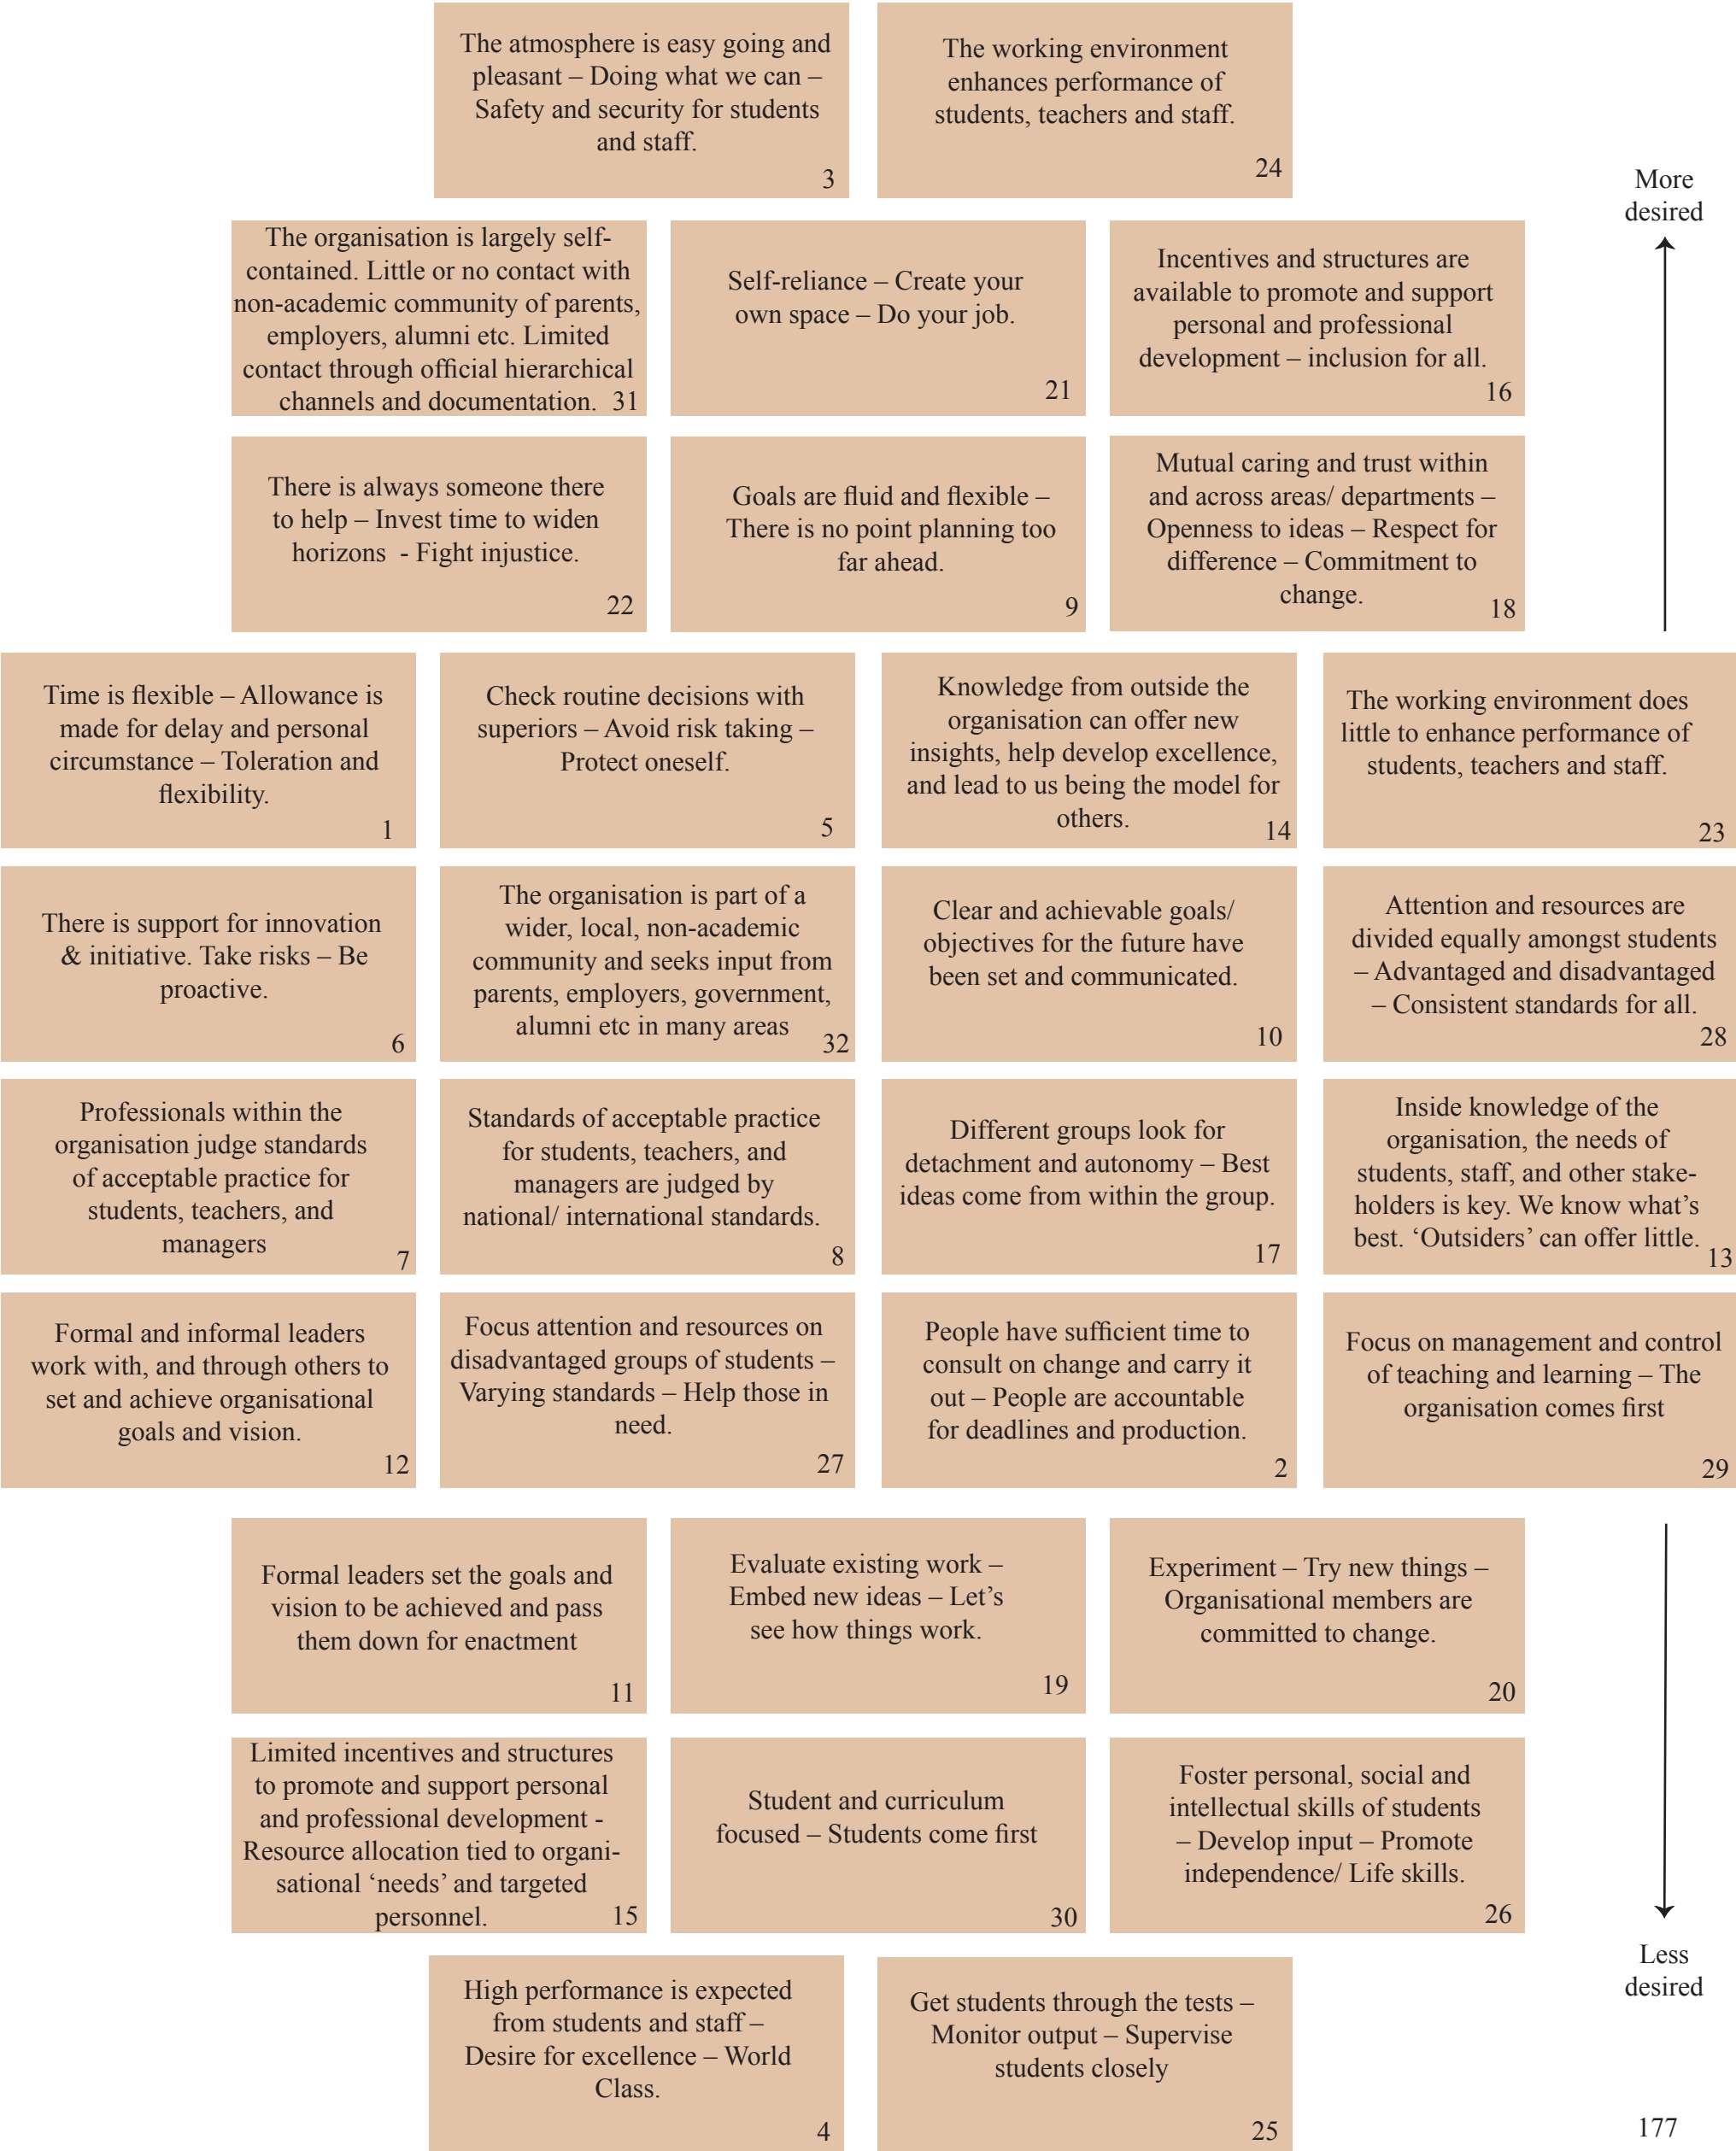 The atmosphere is easy going and
pleasant – Doing what we can –
Safety and security for students
and staff.
3
The working environment
enhances performance of
students, teachers and staff.
24
More
desired
The organisation is largely self-
contained. Little or no contact with
non-academic community of parents,
employers, alumni etc. Limited
contact through official hierarchical
channels and documentation. 31
Self-reliance – Create your
own space – Do your job.
21
Incentives and structures are
available to promote and support
personal and professional
development – inclusion for all.
16
There is always someone there
to help – Invest time to widen
horizons - Fight injustice.
22
Goals are fluid and flexible –
There is no point planning too
far ahead.
9
Mutual caring and trust within
and across areas/ departments –
Openness to ideas – Respect for
difference – Commitment to
change.
18
Time is flexible – Allowance is
made for delay and personal
circumstance – Toleration and
flexibility.
1
Check routine decisions with
superiors – Avoid risk taking –
Protect oneself.
5
Knowledge from outside the
organisation can offer new
insights, help develop excellence,
and lead to us being the model for
others.
14
The working environment does
little to enhance performance of
students, teachers and staff.
23
There is support for innovation
& initiative. Take risks – Be
proactive.
6
The organisation is part of a
wider, local, non-academic
community and seeks input from
parents, employers, government,
alumni etc in many areas
32
Clear and achievable goals/
objectives for the future have
been set and communicated.
10
Attention and resources are
divided equally amongst students
– Advantaged and disadvantaged
– Consistent standards for all.
28
Professionals within the
organisation judge standards
of acceptable practice for
students, teachers, and
managers
7
Standards of acceptable practice
for students, teachers, and
managers are judged by
national/ international standards.
8
Different groups look for
detachment and autonomy – Best
ideas come from within the group.
17
Inside knowledge of the
organisation, the needs of
students, staff, and other stake-
holders is key. We know what’s
best. ‘Outsiders’ can offer little.
13
Formal and informal leaders
work with, and through others to
set and achieve organisational
goals and vision.
12
Focus attention and resources on
disadvantaged groups of students –
Varying standards – Help those in
need.
27
People have sufficient time to
consult on change and carry it
out – People are accountable
for deadlines and production.
2
Focus on management and control
of teaching and learning – The
organisation comes first
29
Formal leaders set the goals and
vision to be achieved and pass
them down for enactment
11
Evaluate existing work –
Embed new ideas – Let’s
see how things work.
19
Experiment – Try new things –
Organisational members are
committed to change.
20
Limited incentives and structures
to promote and support personal
and professional development -
Resource allocation tied to organi-
sational ‘needs’ and targeted
personnel.
15
Student and curriculum
focused – Students come first
30
Foster personal, social and
intellectual skills of students
– Develop input – Promote
independence/ Life skills.
26
Less
desired
High performance is expected
from students and staff –
Desire for excellence – World
Class.
4
Get students through the tests –
Monitor output – Supervise
students closely
25
177